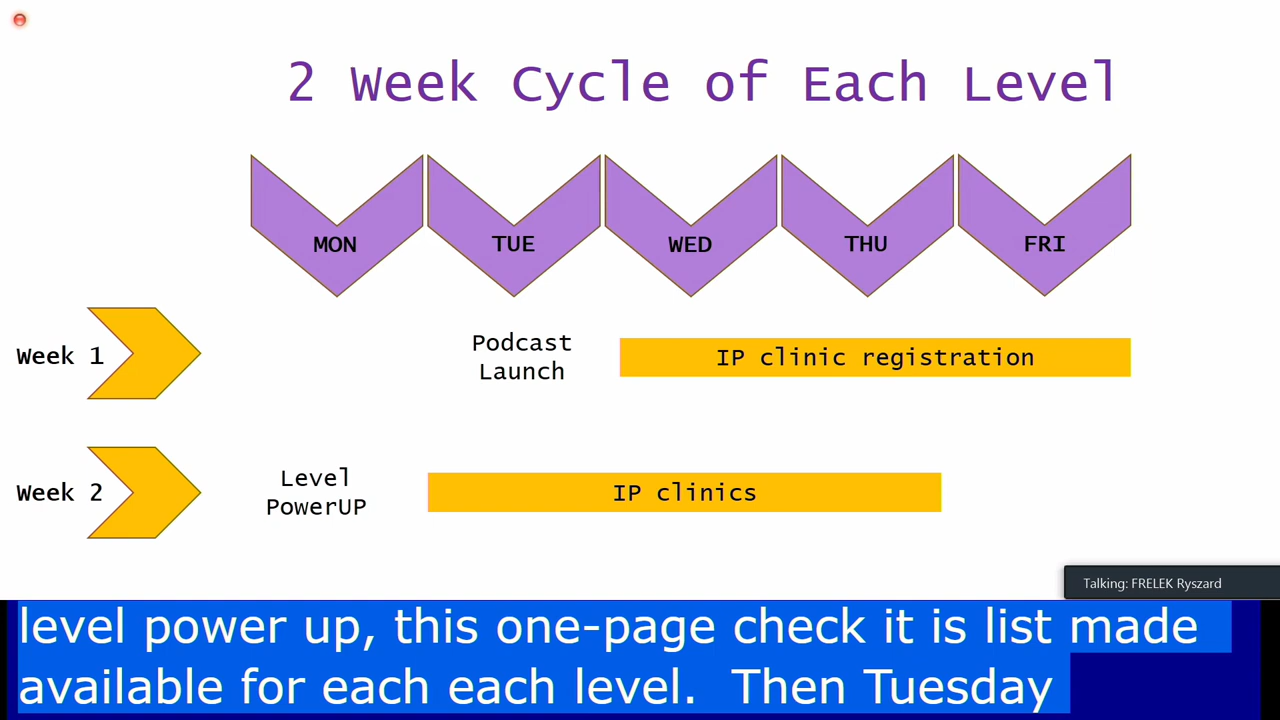 2 Week Cycle of Each Level
MON TUE WED THU FRI
Week 1
Podcast
Launch
IP clinic registration
Week 2
Level
PowerUP
IP clinics
Talking: FRELEK Ryszard
level power up, this one-page check it is list made
available for each each level. Then Tuesday